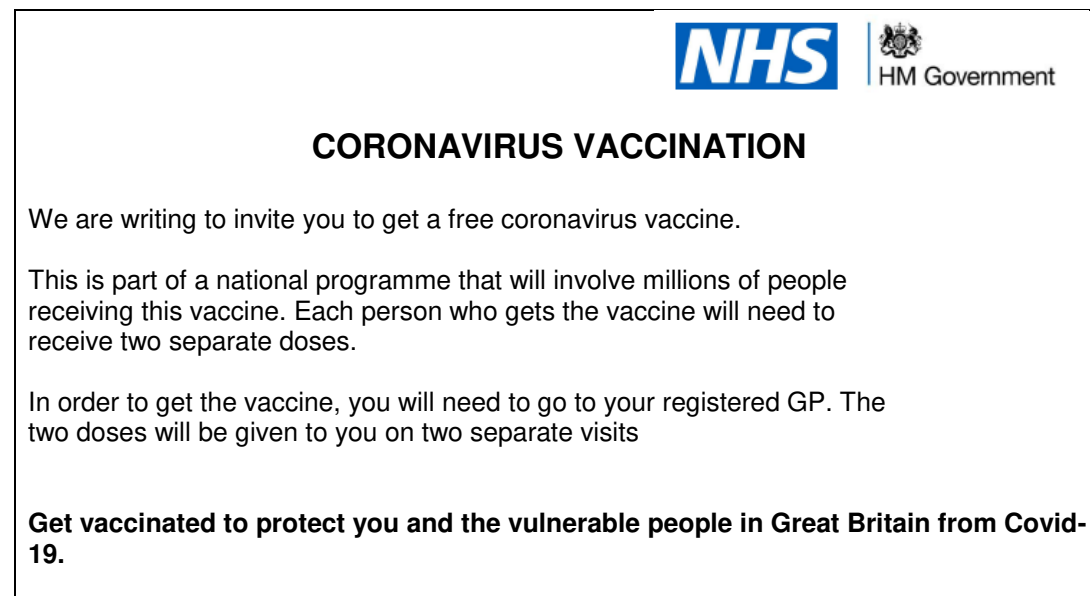 NHS
HM Government
CORONAVIRUS VACCINATION
We are writing to invite you to get a free coronavirus vaccine.
This is part of a national programme that will involve millions of people
receiving this vaccine. Each person who gets the vaccine will need to
receive two separate doses.
In order to get the vaccine, you will need to go to your registered GP. The
two doses will be given to you on two separate visits
Get vaccinated to protect you and the vulnerable people in Great Britain from Covid-
19.